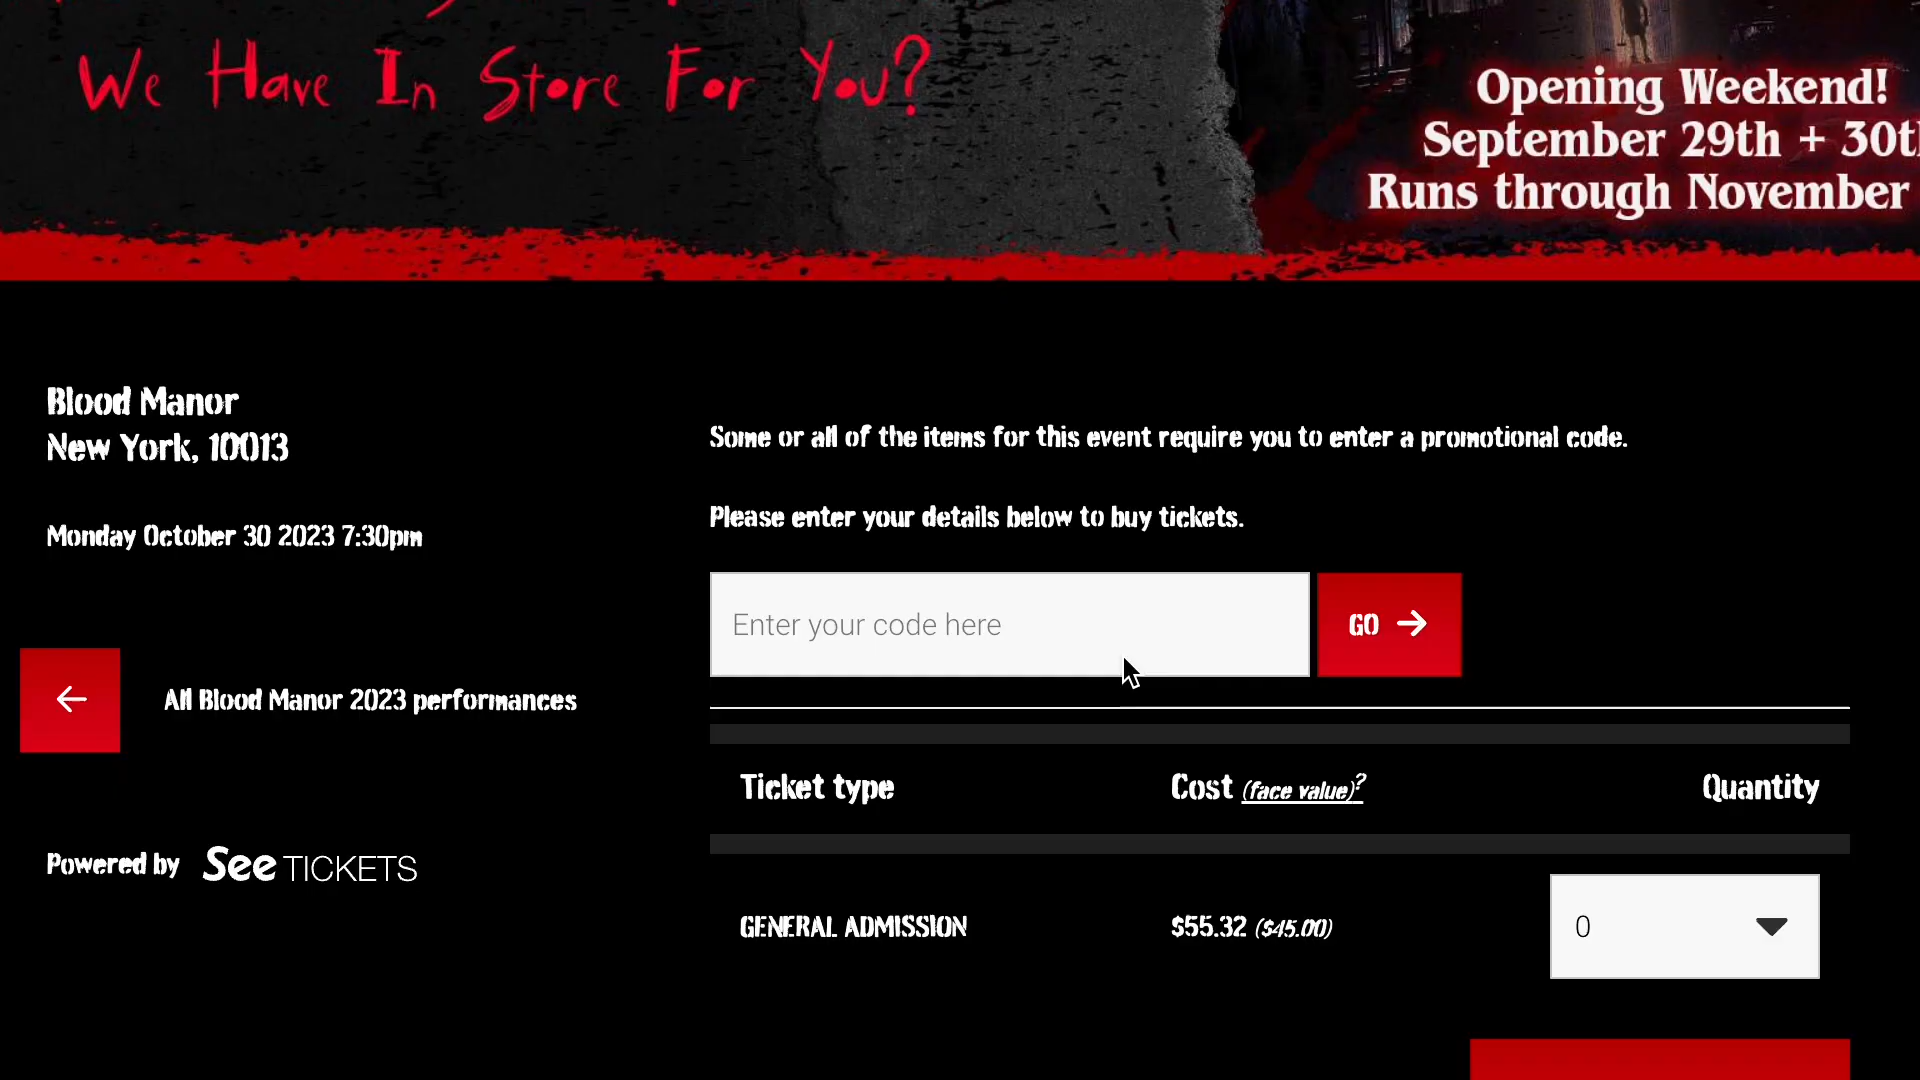 We Have In Store For You?
Opening Weekend!
September 29th + 30th
Runs through November
Blood Manor
New York, 10013
Monday October 30 2023 7:30pm
All Blood Manor 2023 performances
Powered by See TICKETS
Some or all of the items for this event require you to enter a promotional code.
Please enter your details below to buy tickets.
Enter your code here
GO
Ticket type Cost (face value)? Quantity
GENERAL ADMISSION $55.32 ($45.00) 0